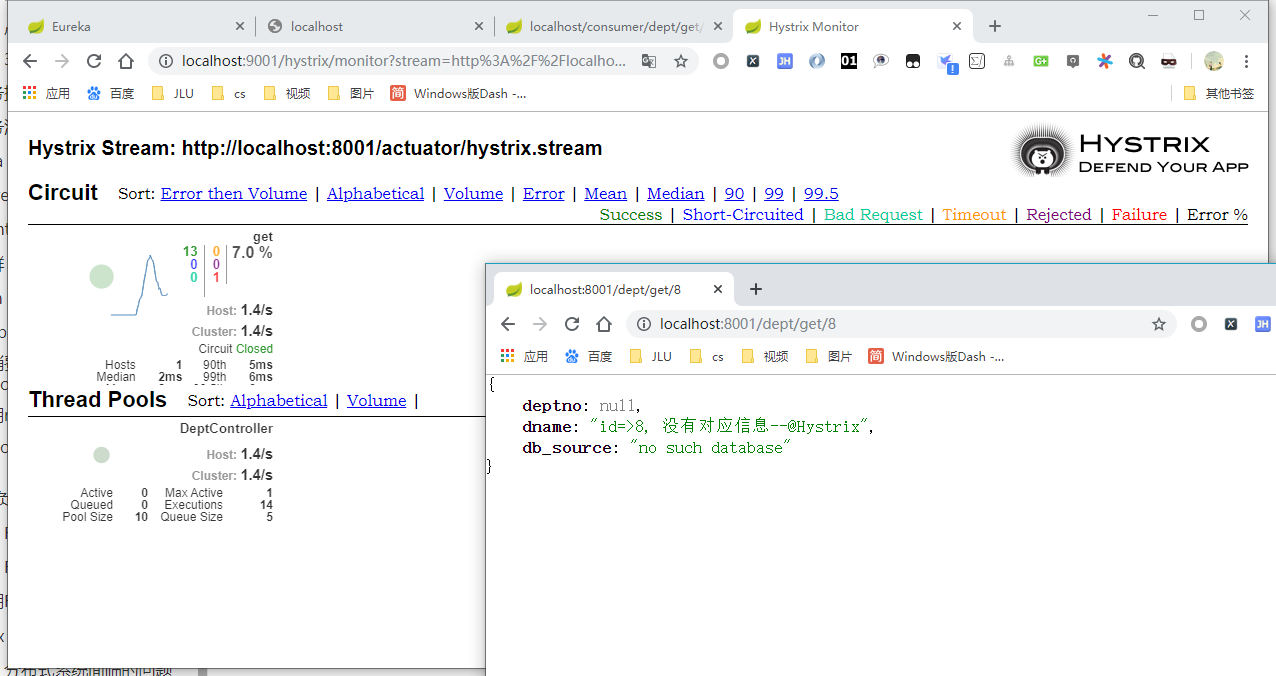 Eureka
localhost
localhost/consumer/dept/get/
Hystrix Monitor
localhost:9001/hystrix/monitor?stream=http%3A%2F%2Flocalho...
应用 百度 JLU cs 视频 图片 Windows版Dash -... 其他书签
Hystrix Stream: http://localhost:8001/actuator/hystrix.stream
HYSTRIX
DEFEND YOUR APP
Circuit Sort: Error then Volume | Alphabetical | Volume | Error | Mean | Median | 90 | 99 | 99.5
Success | Short-Circuited | Bad Request | Timeout | Rejected | Failure | Error %
get
13 0 7.0 %
0 0
0 1
Host: 1.4/s
Cluster: 1.4/s
Circuit Closed
Hosts 1 90th 5ms
Median 2ms 99th 6ms
Thread Pools Sort: Alphabetical | Volume |
DeptController
Host: 1.4/s
Cluster: 1.4/s
Active 0 Max Active 1
Queued 0 Executions 14
Pool Size 10 Queue Size 5
localhost:8001/dept/get/8
localhost:8001/dept/get/8
应用 百度 JLU cs 视频 图片 Windows版Dash -...
{
deptno: null,
dname: "id=>8, 没有对应信息--@Hystrix",
db_source: "no such database"
}